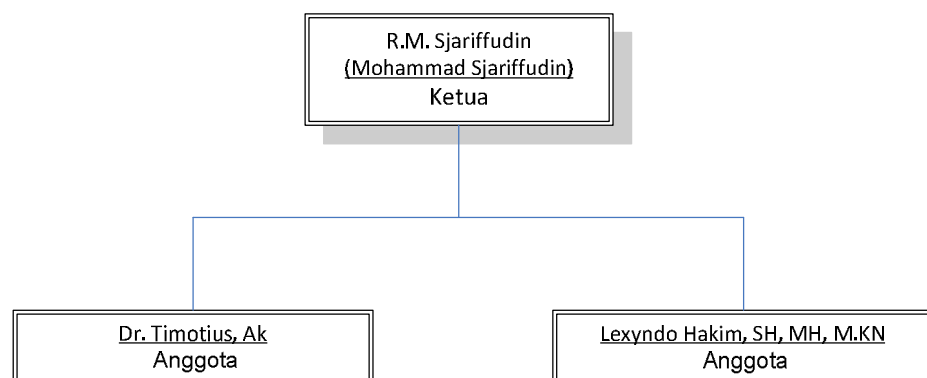 R.M. Sjariffudin
(Mohammad Sjariffudin)
Ketua
Dr. Timotius, Ak
Anggota
Lexyndo Hakim, SH, MH, M.KN
Anggota